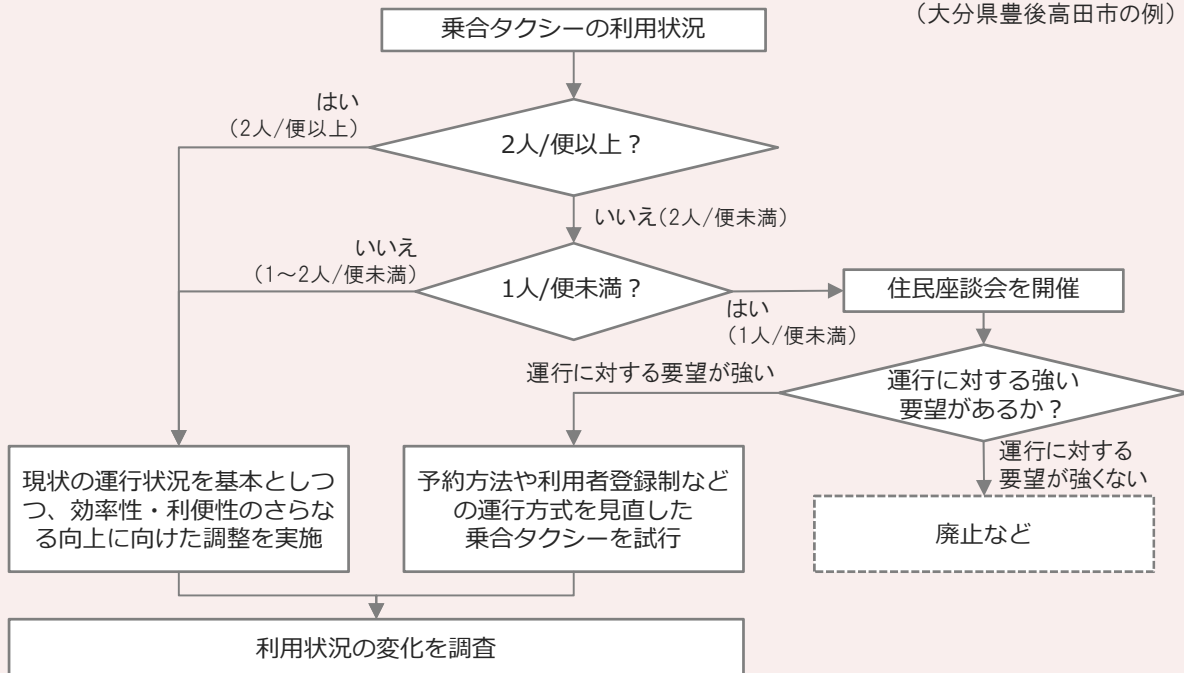 （大分県豊後高田市の例）
乗合タクシーの利用状況
はい
（2人/便以上）
2人/便以上？
いいえ（2人/便未満）
いいえ
（1～2人/便未満）
1人/便未満？
はい
（1人/便未満）
住民座談会を開催
運行に対する要望が強い
運行に対する強い
要望があるか？
運行に対する
要望が強くない
現状の運行状況を基本としつ
つ、効率性・利便性のさらな
る向上に向けた調整を実施
予約方法や利用者登録制など
の運行方式を見直した
乗合タクシーを試行
廃止など
利用状況の変化を調査